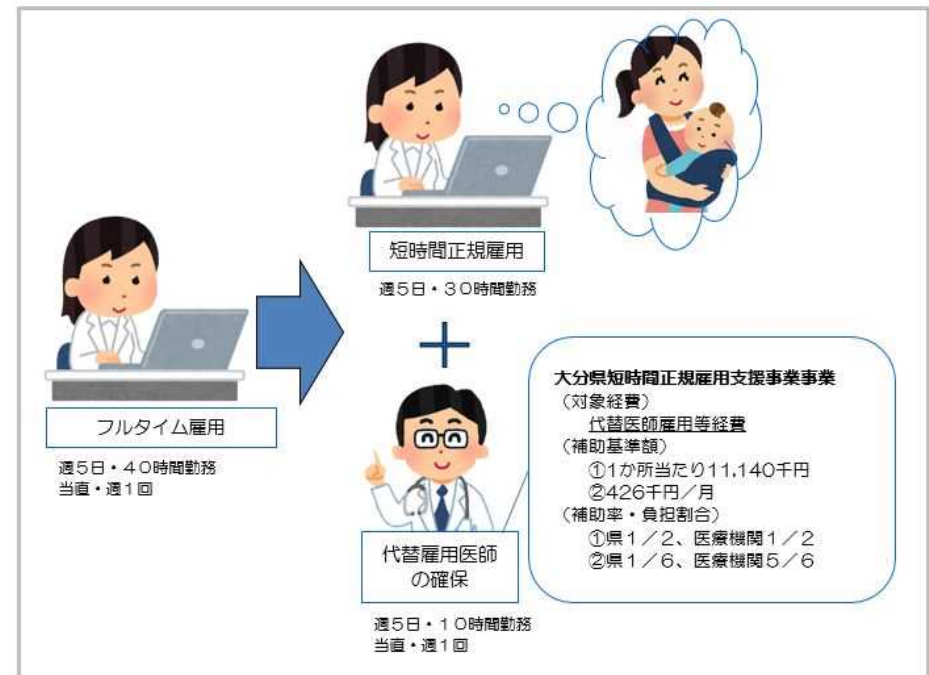 短時間正規雇用
週5日・30時間勤務
フルタイム雇用
週5日・40時間勤務
当直・週1回
代替雇用医師
の確保
週5日・10時間勤務
当直・週1回
大分県短時間正規雇用支援事業事業
(対象経費)
代替医師雇用等経費
(補助基準額)
①1か所当たり11,140千円
②426千円/月
(補助率・負担割合)
①県1/2、医療機関1/2
②県1/6、医療機関5/6